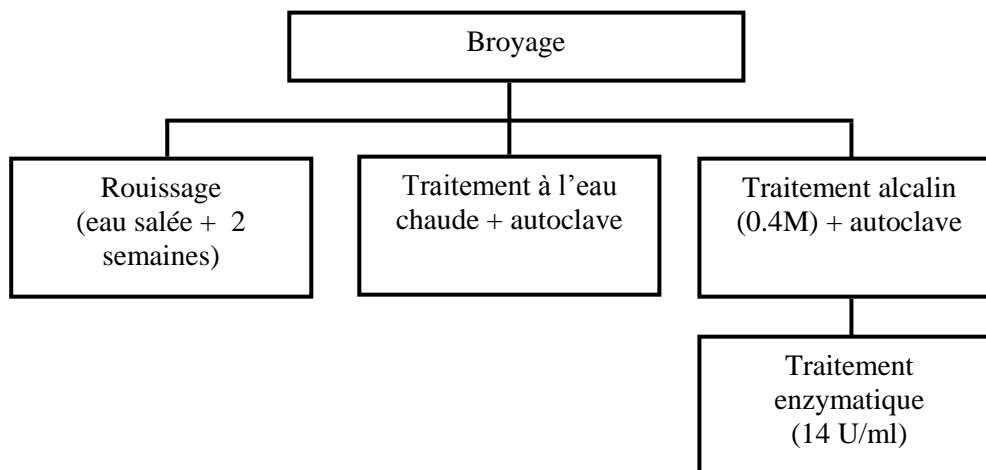 Broyage
Rouissage
(eau salée + 2
semaines)
Traitement à l'eau
chaude + autoclave
Traitement alcalin
(0.4M) + autoclave
Traitement
enzymatique
(14 U/ml)